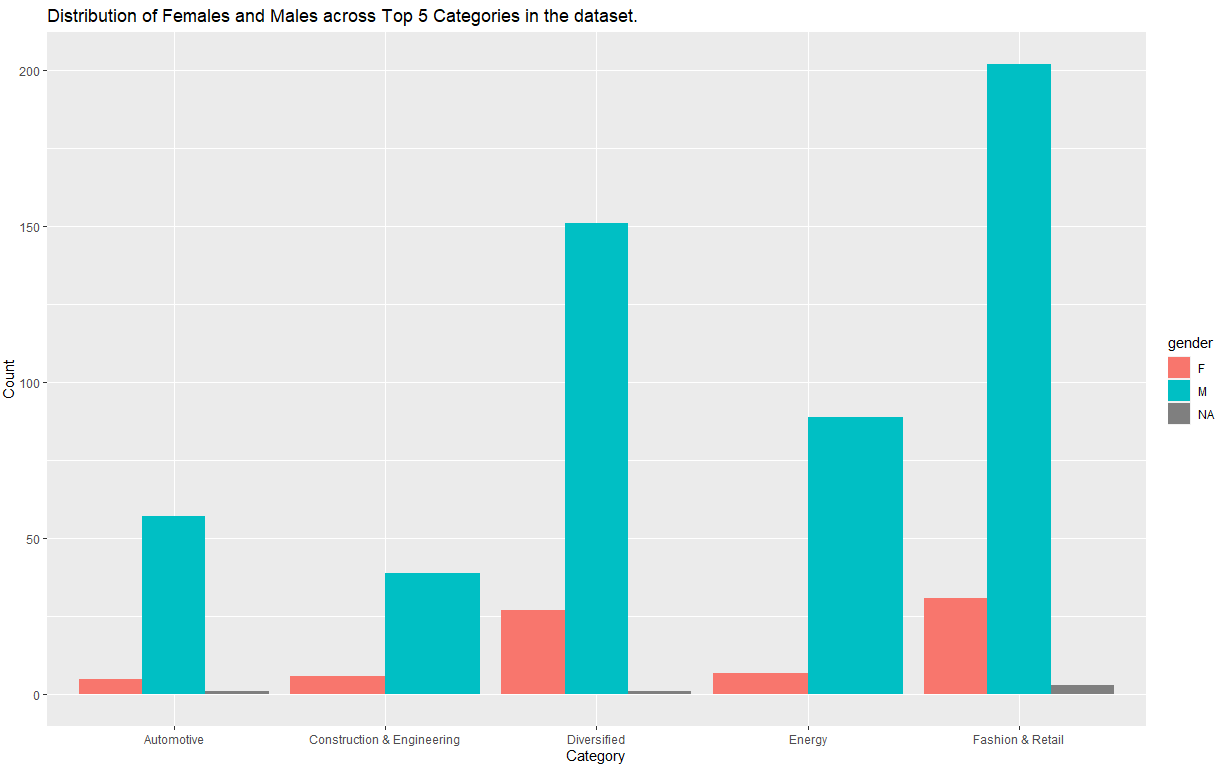 Distribution of Females and Males across Top 5 Categories in the dataset.
Count
200
150
100
50
0
Automotive
Construction & Engineering
Diversified
Energy
Fashion & Retail
Category
gender
F
M
NA